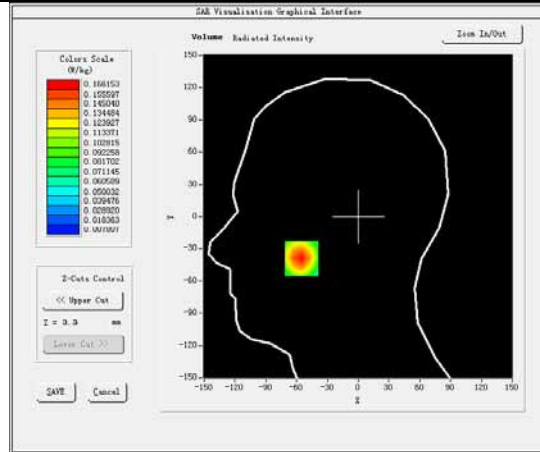 SAR Visualisation Graphical Interface
Volume Radiated Intensity
Zoom In/Out
Colors Scale
(W/kg)
0.166153
0.155597
0.145040
0.134484
0.123927
0.113371
0.102815
0.092258
0.081702
0.071145
0.060589
0.050032
0.039476
0.028920
0.018363
0.007807
Z-Cuts Control
<< Upper Cut
Z = 3.3 mm
Lower Cut >>
SAVE
Cancel
150
120
90
60
30
Y
0
-30
-60
-90
-120
-150
-150 -120 -90 -60 -30 0 30 60 90 120 150
X